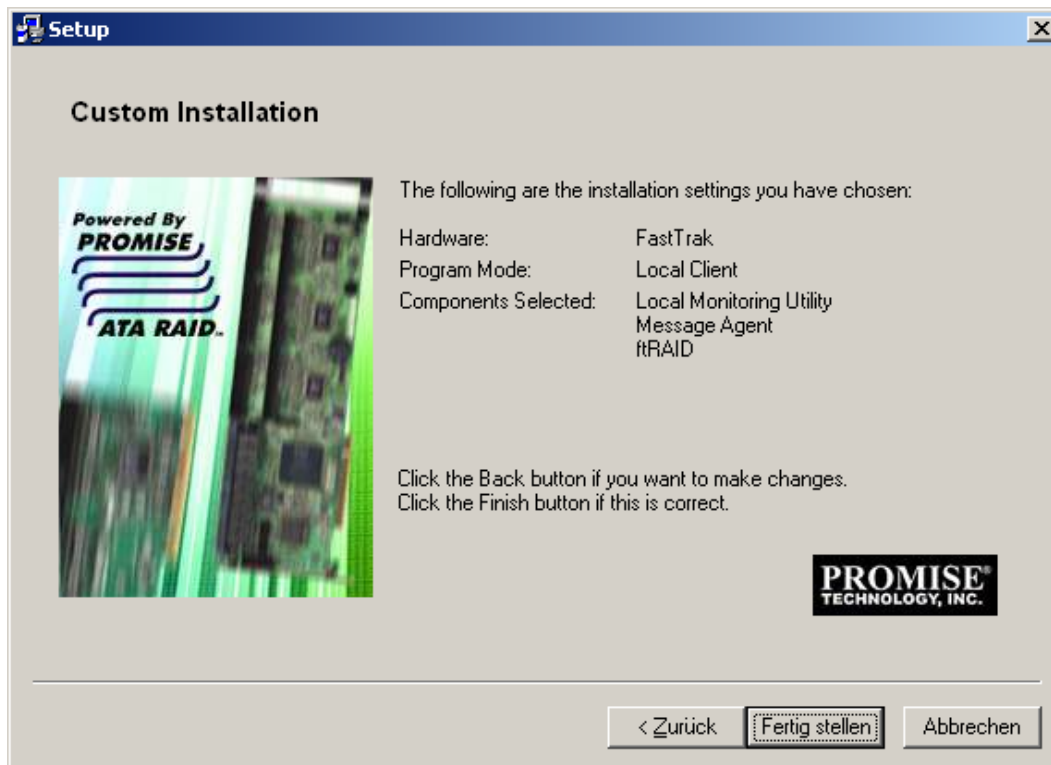 Setup
Custom Installation
Powered By
PROMISE
ATA RAID™
The following are the installation settings you have chosen:
Hardware: FastTrak
Program Mode: Local Client
Components Selected: Local Monitoring Utility
Message Agent
ftRAID
Click the Back button if you want to make changes.
Click the Finish button if this is correct.
PROMISE®
TECHNOLOGY, INC.
< Zurück Fertig stellen Abbrechen